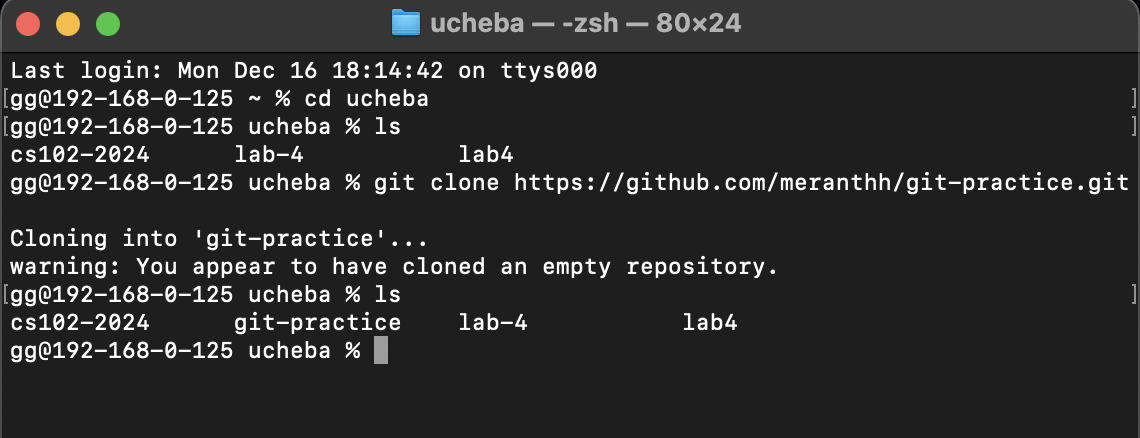 ucheba — -zsh — 80×24
Last login: Mon Dec 16 18:14:42 on ttys000
[gg@192-168-0-125 ~ % cd ucheba ]
[gg@192-168-0-125 ucheba % ls ]
cs102-2024 lab-4 lab4
gg@192-168-0-125 ucheba % git clone https://github.com/meranthh/git-practice.git
Cloning into 'git-practice'...
warning: You appear to have cloned an empty repository.
[gg@192-168-0-125 ucheba % ls ]
cs102-2024 git-practice lab-4 lab4
gg@192-168-0-125 ucheba %